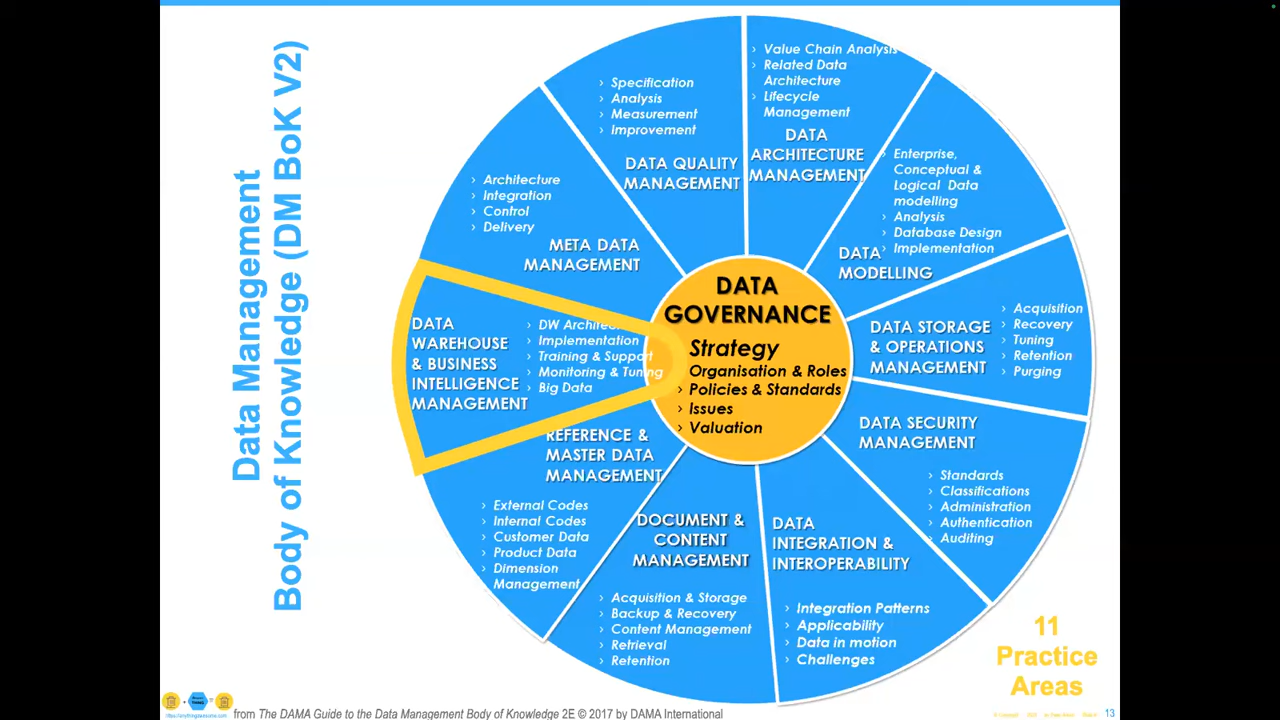 Data Management
Body of Knowledge (DM BoK V2)
› Value Chain Analysis
› Related Data
Architecture
› Lifecycle
Management
DATA
ARCHITECTURE
MANAGEMENT
› Enterprise,
Conceptual &
Logical Data
modelling
› Analysis
› Database Design
› Implementation
DATA
MODELLING
› Acquisition
› Recovery
› Tuning
› Retention
› Purging
DATA STORAGE
& OPERATIONS
MANAGEMENT
DATA SECURITY
MANAGEMENT
› Standards
› Classifications
› Administration
› Authentication
› Auditing
DATA
INTEGRATION &
INTEROPERABILITY
› Integration Patterns
› Applicability
› Data in motion
› Challenges
DOCUMENT &
CONTENT
MANAGEMENT
› Acquisition & Storage
› Backup & Recovery
› Content Management
› Retrieval
› Retention
REFERENCE &
MASTER DATA
MANAGEMENT
› External Codes
› Internal Codes
› Customer Data
› Product Data
› Dimension
Management
DATA
WAREHOUSE
& BUSINESS
INTELLIGENCE
MANAGEMENT
› DW
› Implementation
› Training & Support
› Monitoring & Tuning
› Big Data
› Architecture
› Integration
› Control
› Delivery
META DATA
MANAGEMENT
› Specification
› Analysis
› Measurement
› Improvement
DATA QUALITY
MANAGEMENT
DATA
GOVERNANCE
Strategy
Organisation & Roles
› Policies & Standards
› Issues
› Valuation
11
Practice
Areas
from The DAMA Guide to the Data Management Body of Knowledge 2E © 2017 by DAMA International
13